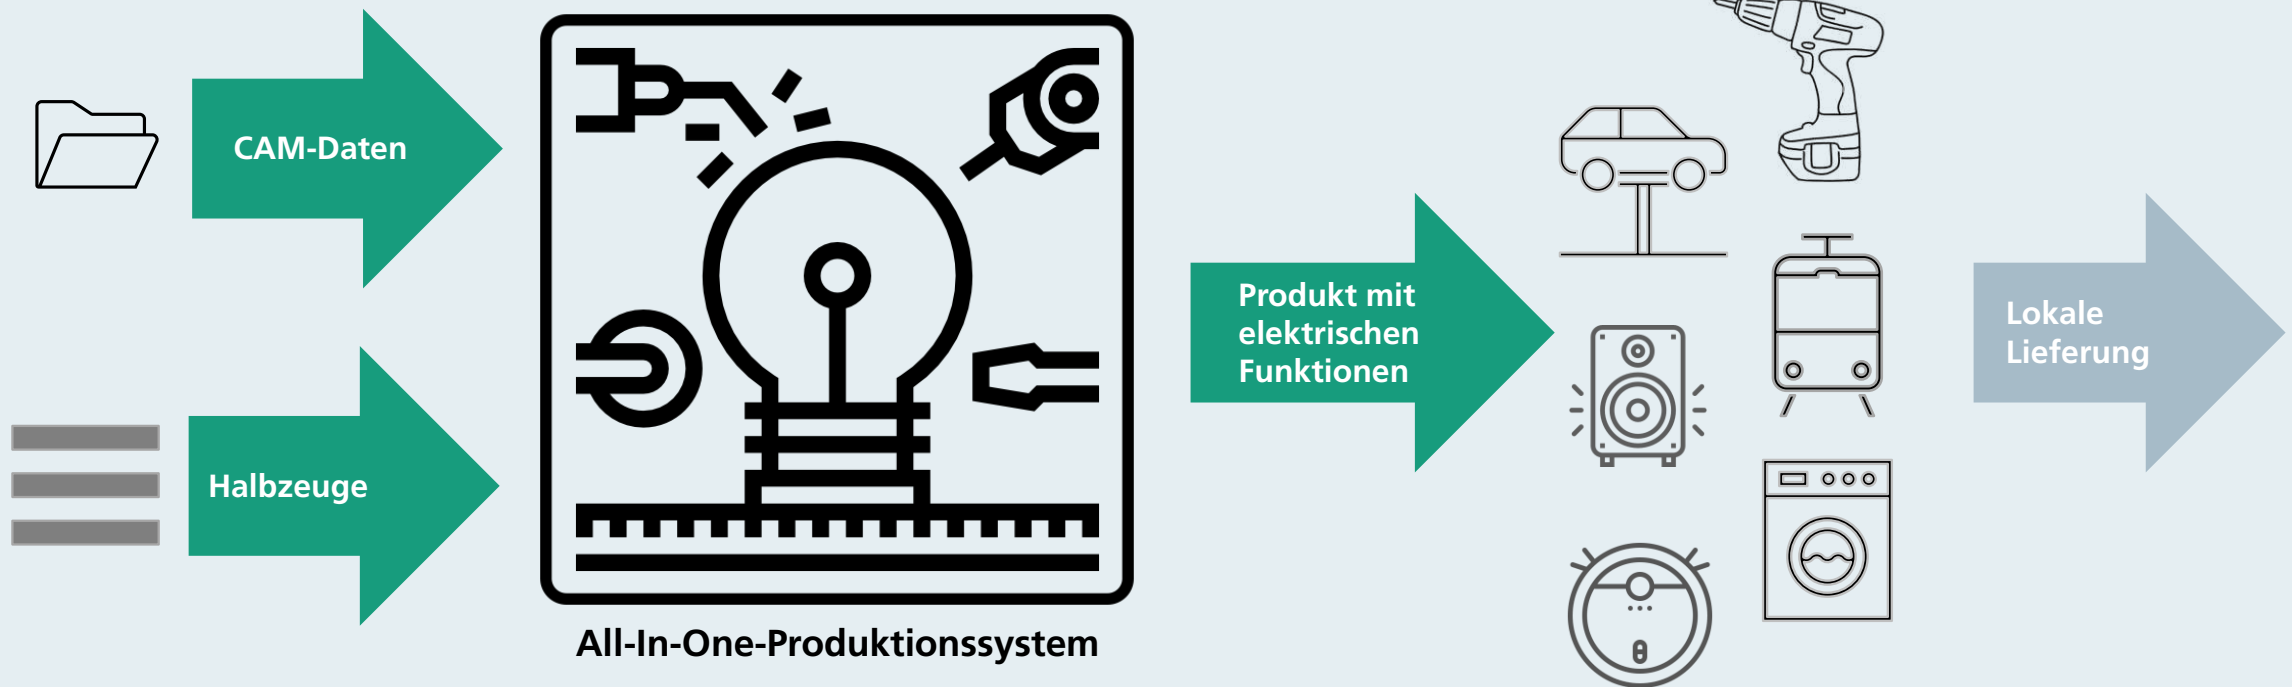 CAM-Daten
Halbzeuge
All-In-One-Produktionssystem
Produkt mit
elektrischen
Funktionen
Lokale
Lieferung